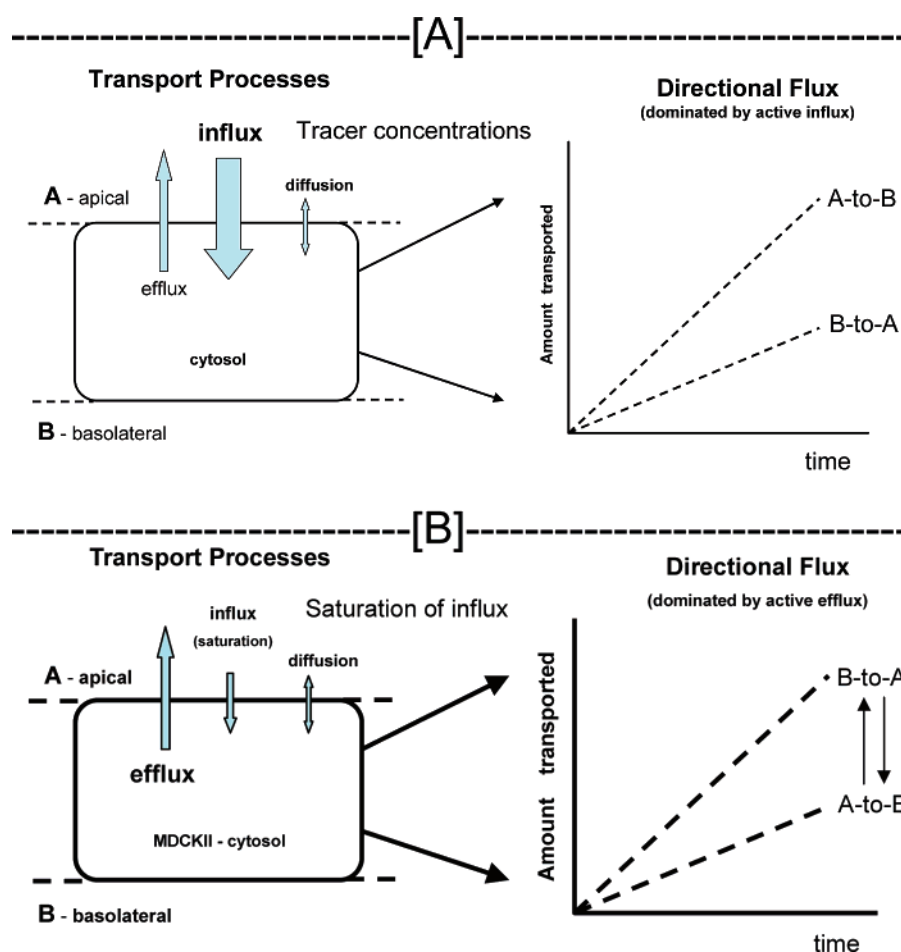 [A]
Transport Processes
influx
Tracer concentrations
diffusion
A - apical
efflux
cytosol
B - basolateral
Directional Flux
(dominated by active influx)
Amount transported
A-to-B
B-to-A
time
[B]
Transport Processes
influx
(saturation)
Saturation of influx
diffusion
A - apical
efflux
MDCKII - cytosol
B - basolateral
Directional Flux
(dominated by active efflux)
Amount transported
B-to-A
A-to-B
time